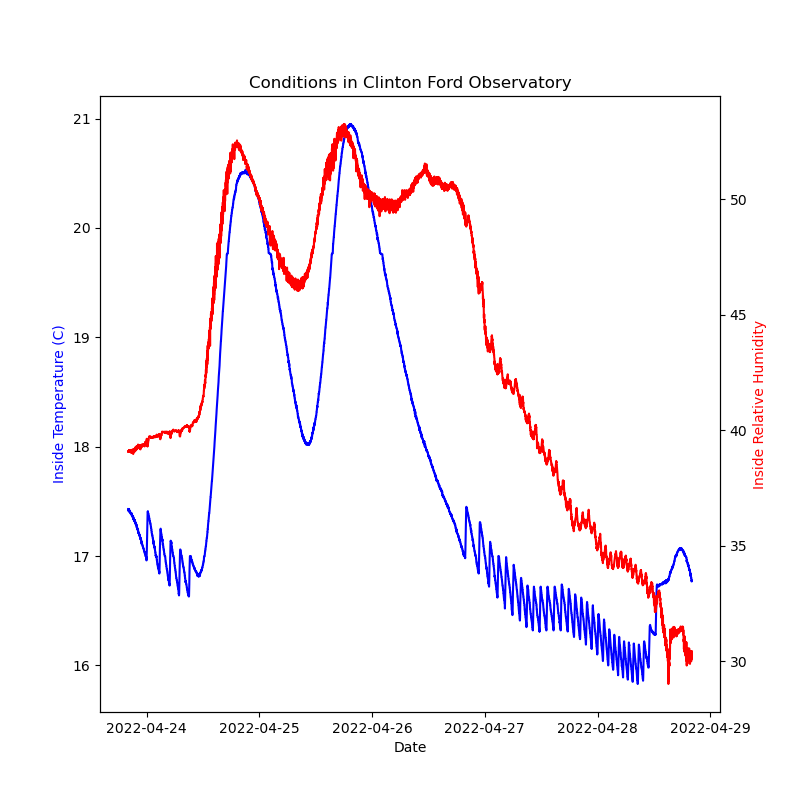 Conditions in Clinton Ford Observatory
21
20
19
18
17
16
Inside Temperature (C)
50
45
40
35
30
Inside Relative Humidity
2022-04-24 2022-04-25 2022-04-26 2022-04-27 2022-04-28 2022-04-29
Date